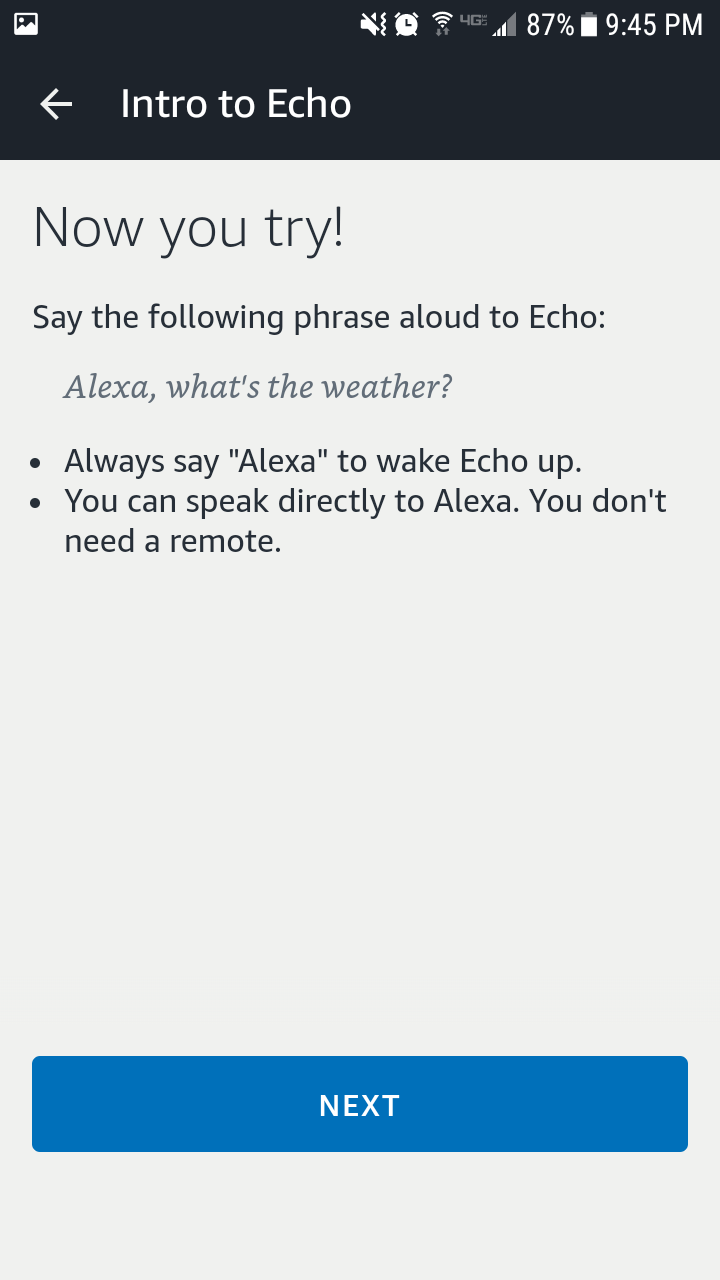 4G 87% 9:45 PM
Intro to Echo
Now you try!
Say the following phrase aloud to Echo:
Alexa, what's the weather?
• Always say "Alexa" to wake Echo up.
• You can speak directly to Alexa. You don't
need a remote.
NEXT